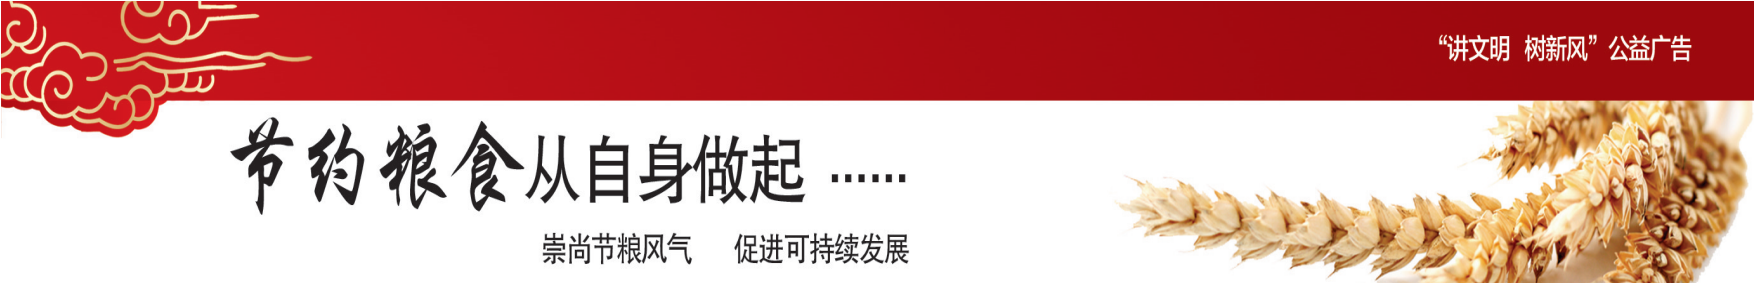 “讲文明 树新风”公益广告
节约粮食从自身做起 ······
崇尚节粮风气 促进可持续发展